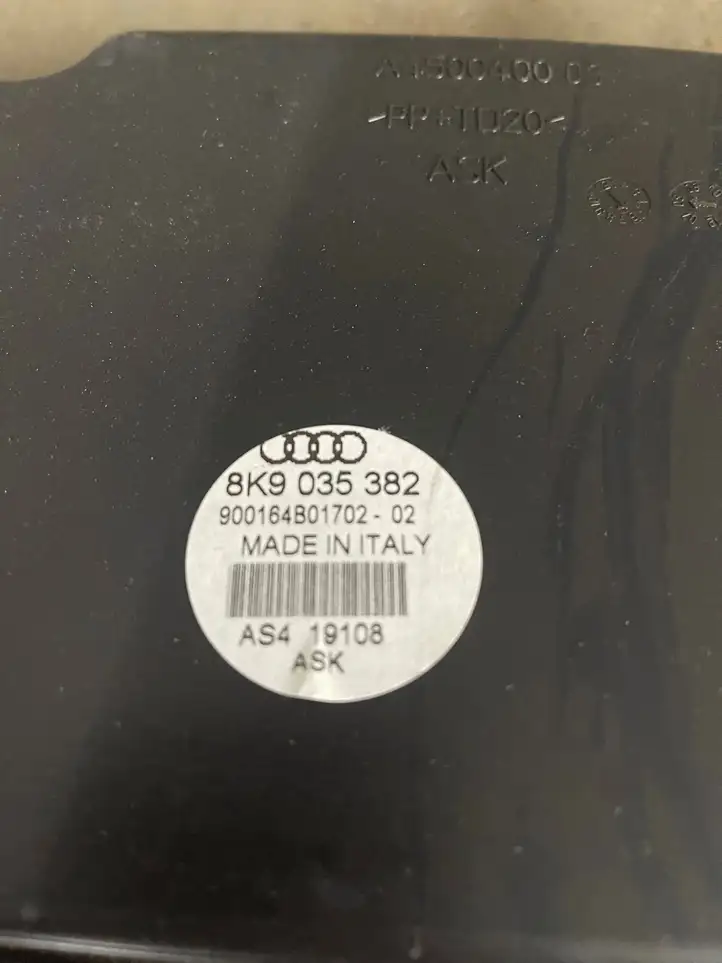 >PP+TD20<
ASK
8K9 035 382
900164B01702 - 02
MADE IN ITALY
AS4 19108
ASK